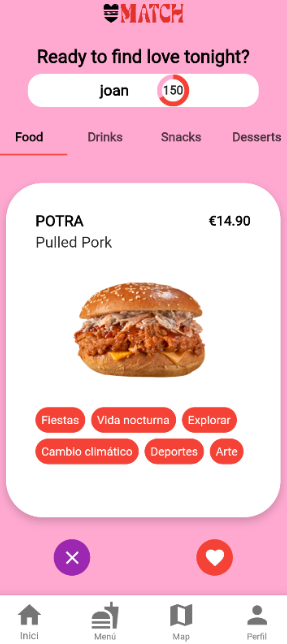 MATCH
Ready to find love tonight?
joan 150
Food Drinks Snacks Desserts
POTRA €14.90
Pulled Pork
Fiestas Vida nocturna Explorar
Cambio climático Deportes Arte
Inici Menú Map Perfil